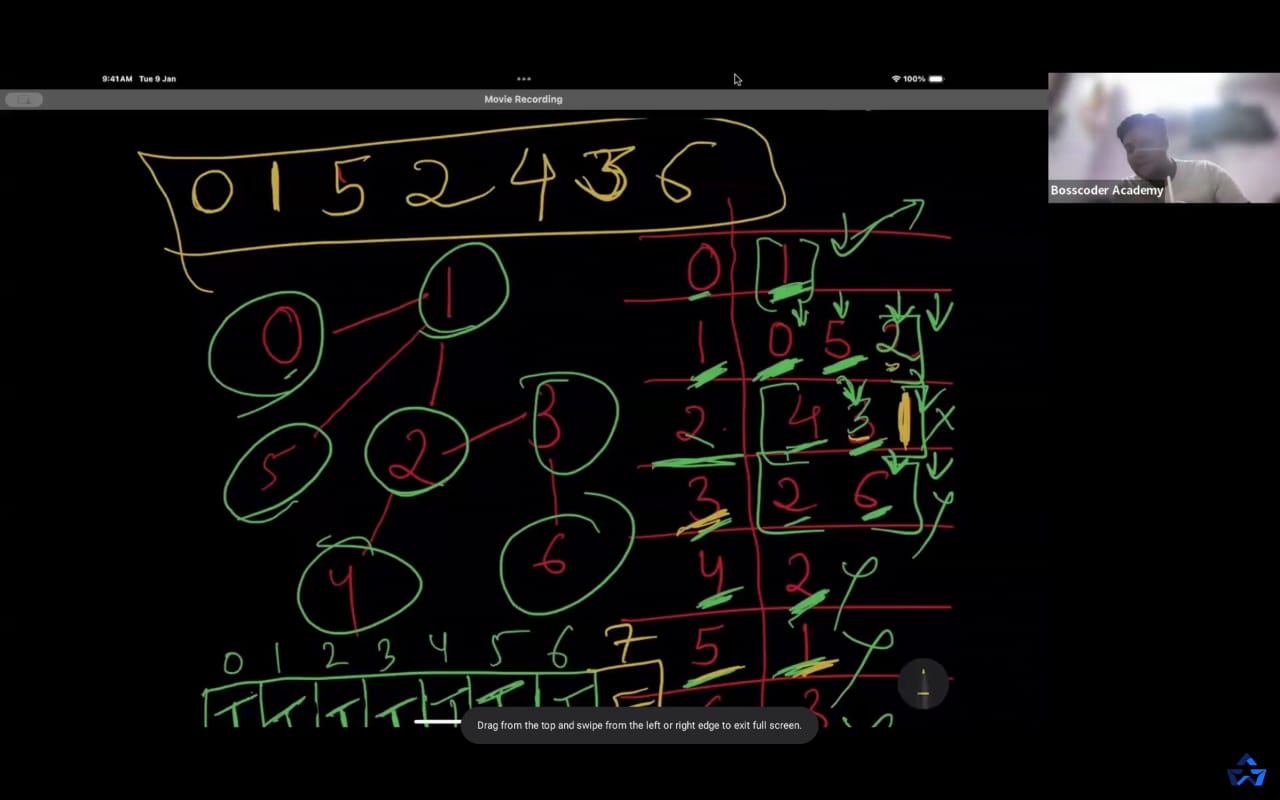 9:41AM Tue 9 Jan
100%
Movie Recording
Bosscoder Academy
0 1 5 2 4 3 6
0 1
1 0 5 2
2 4 3 1
3 2 6
4 2
5 1
3
1
0
5
2
3
4
6
0 1 2 3 4 5 6 7
T T T T T T T F
Drag from the top and swipe from the left or right edge to exit full screen.